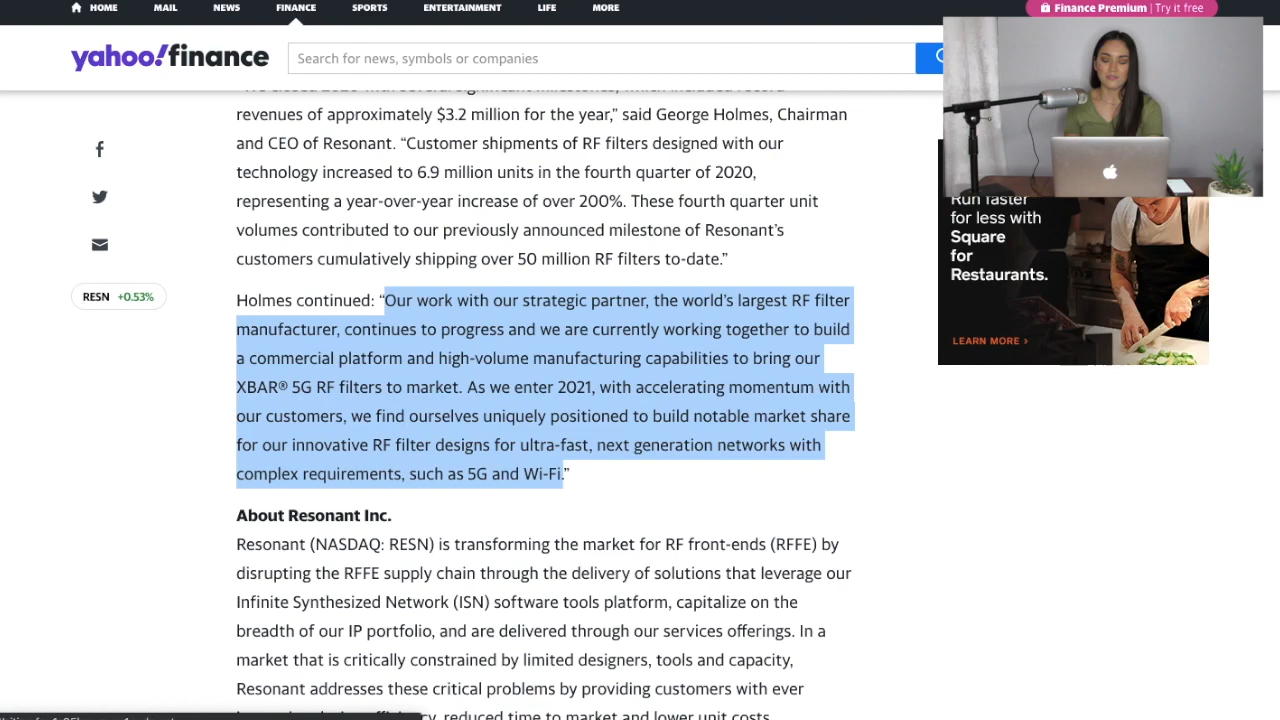 HOME MAIL NEWS FINANCE SPORTS ENTERTAINMENT LIFE MORE
Finance Premium | Try it free
yahoo!finance
Search for news, symbols or companies
revenues of approximately $3.2 million for the year,” said George Holmes, Chairman
and CEO of Resonant. “Customer shipments of RF filters designed with our
technology increased to 6.9 million units in the fourth quarter of 2020,
representing a year-over-year increase of over 200%. These fourth quarter unit
volumes contributed to our previously announced milestone of Resonant’s
customers cumulatively shipping over 50 million RF filters to-date.”
RESN +0.53%
Holmes continued: “Our work with our strategic partner, the world’s largest RF filter
manufacturer, continues to progress and we are currently working together to build
a commercial platform and high-volume manufacturing capabilities to bring our
XBAR® 5G RF filters to market. As we enter 2021, with accelerating momentum with
our customers, we find ourselves uniquely positioned to build notable market share
for our innovative RF filter designs for ultra-fast, next generation networks with
complex requirements, such as 5G and Wi-Fi.”
About Resonant Inc.
Resonant (NASDAQ: RESN) is transforming the market for RF front-ends (RFFE) by
disrupting the RFFE supply chain through the delivery of solutions that leverage our
Infinite Synthesized Network (ISN) software tools platform, capitalize on the
breadth of our IP portfolio, and are delivered through our services offerings. In a
market that is critically constrained by limited designers, tools and capacity,
Resonant addresses these critical problems by providing customers with ever
reduced time to market and lower unit costs.
Run faster
for less with
Square
for
Restaurants.
LEARN MORE ›